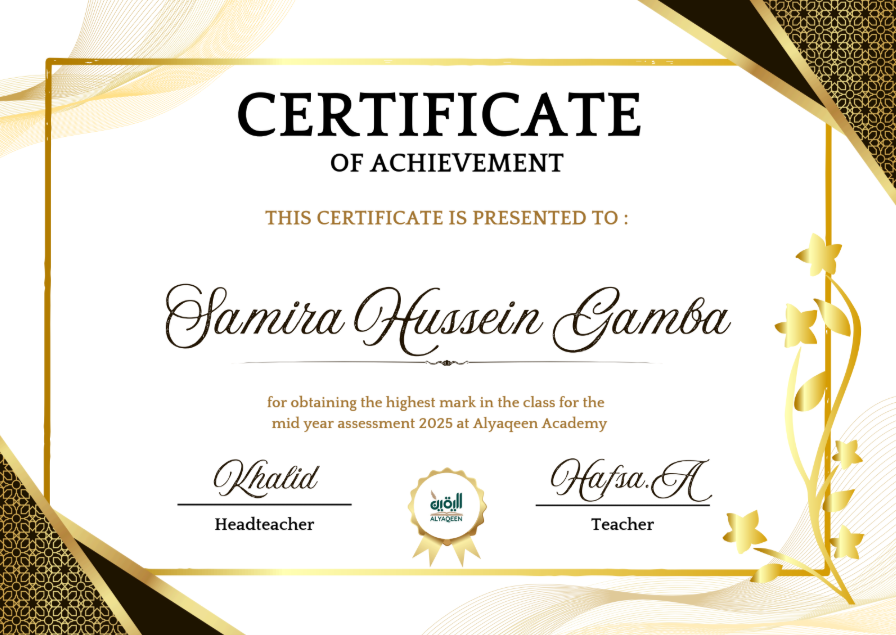 CERTIFICATE
OF ACHIEVEMENT
THIS CERTIFICATE IS PRESENTED TO :
Samira Hussein Gamba
for obtaining the highest mark in the class for the
mid year assessment 2025 at Alyaqeen Academy
Khalid
Hafsa.A
اليقين
ALYAQEEN
Headteacher
Teacher